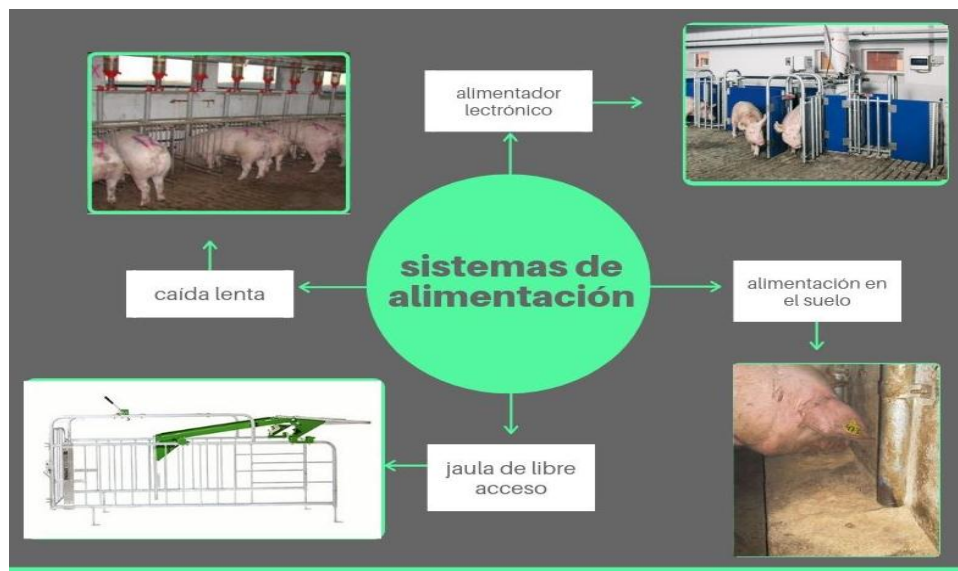 alimentador
lectrónico
sistemas de
alimentación
caída lenta
alimentación en
el suelo
jaula de libre
acceso